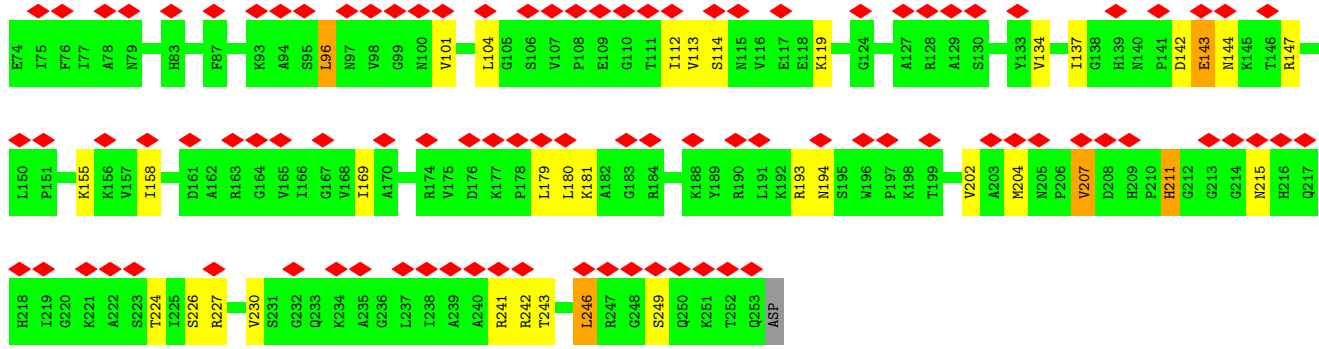 E74 I75 F76 I77 A78 N79 H83 F87 K93 A94 S95 L96 N97 V98 G99 N100 V101 L104 G105 S106 V107 P108 E109 G110 T111 I112 V113 S114 N115 V116 E117 E118 K119 G124 A127 R128 A129 S130 Y133 V134 I137 G138 H139 N140 P141 D142 E143 N144 K145 T146 R147
L150 P151 K155 K156 V157 I158 D161 A162 R163 G164 V165 I166 G167 V168 I169 A170 R174 V175 D176 K177 P178 L179 L180 K181 A182 G183 R184 K188 Y189 R190 L191 K192 R193 N194 S195 W196 P197 K198 T199 V202 A203 M204 N205 P206 V207 D208 H209 P210 H211 G212 G213 G214 N215 H216 Q217
H218 I219 G220 K221 A222 S223 T224 I225 S226 R227 V230 S231 G232 Q233 K234 A235 G236 L237 I238 A239 A240 R241 R242 T243 L246 R247 G248 S249 Q250 K251 T252 Q253 ASP